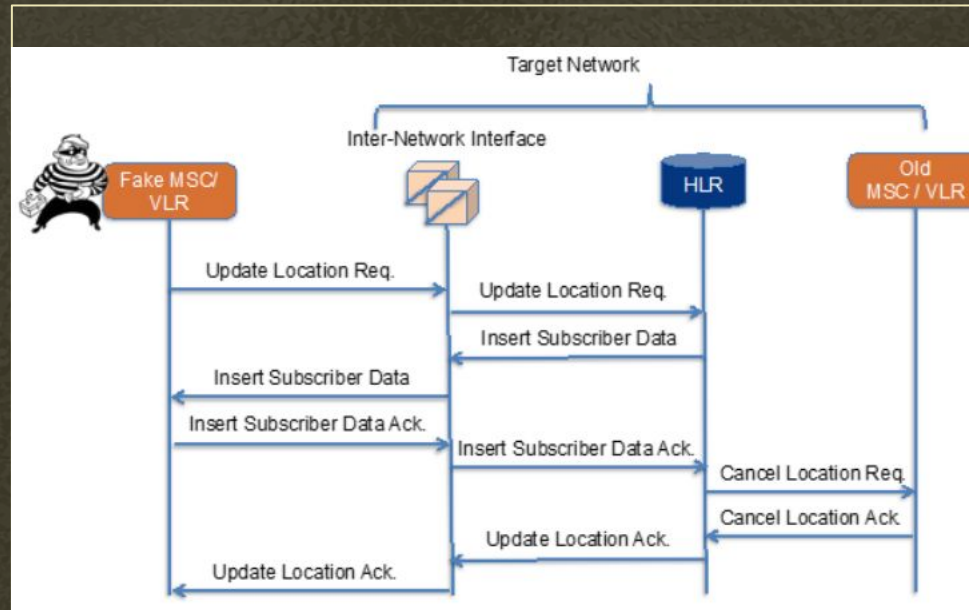 Target Network
Inter-Network Interface
Fake MSC/
VLR
HLR
Old
MSC / VLR
Update Location Req.
Update Location Req.
Insert Subscriber Data
Insert Subscriber Data
Insert Subscriber Data Ack.
Insert Subscriber Data Ack.
Cancel Location Req.
Cancel Location Ack.
Update Location Ack.
Update Location Ack.